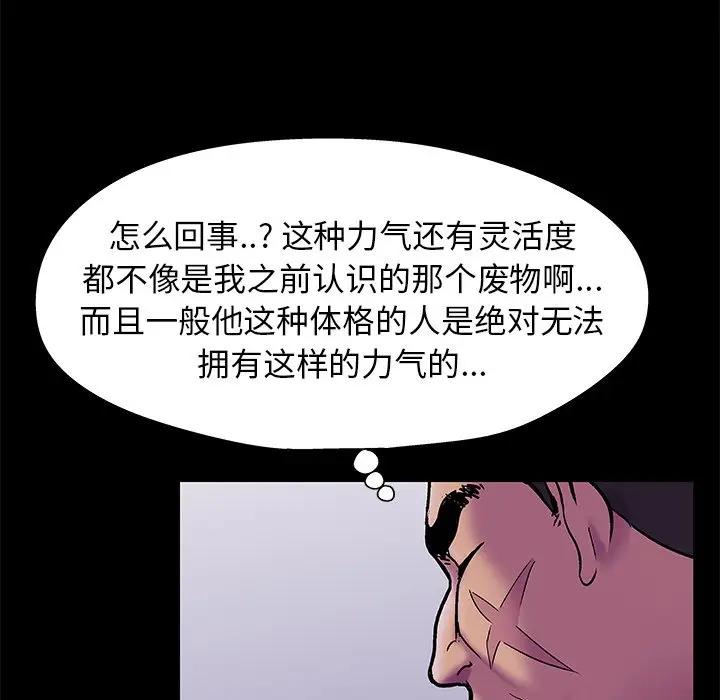 怎么回事..? 这种力气还有灵活度
都不像是我之前认识的那个废物啊...
而且一般他这种体格的人是绝对无法
拥有这样的力气的...